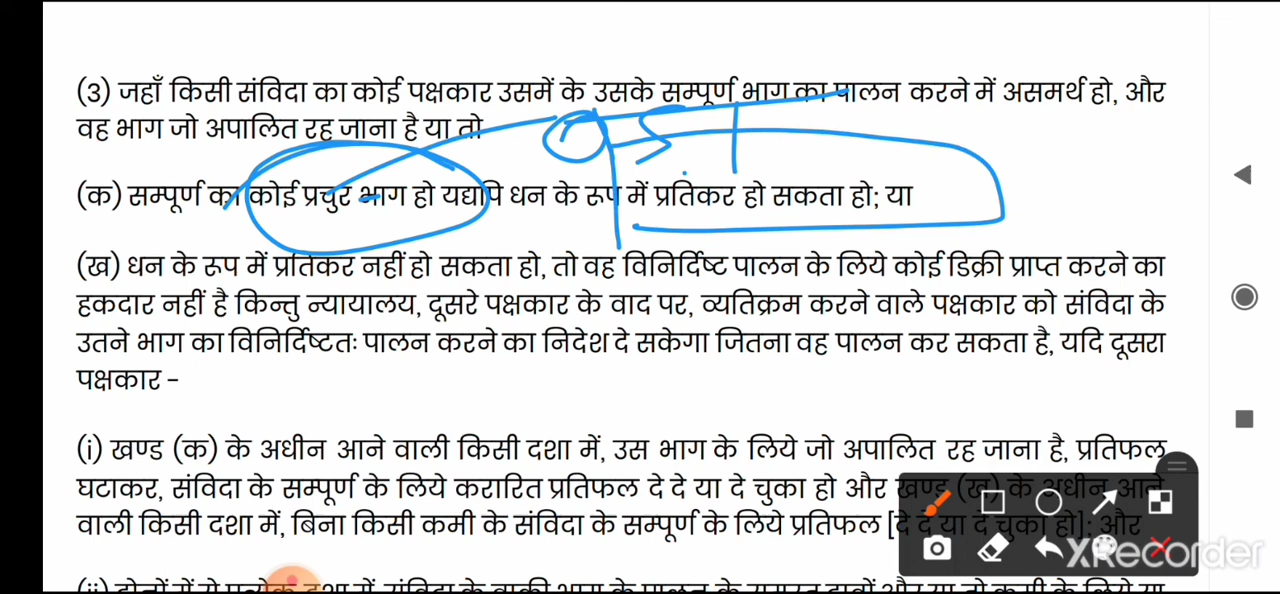 (3) जहाँ किसी संविदा का कोई पक्षकार उसमें के उसके सम्पूर्ण भाग का पालन करने में असमर्थ हो, और
वह भाग जो अपालित रह जाना है या तो
(क) सम्पूर्ण का कोई प्रचुर भाग हो यद्यपि धन के रूप में प्रतिकर हो सकता हो; या
(ख) धन के रूप में प्रतिकर नहीं हो सकता हो, तो वह विनिर्दिष्ट पालन के लिये कोई डिक्री प्राप्त करने का
हकदार नहीं है किन्तु न्यायालय, दूसरे पक्षकार के वाद पर, व्यतिक्रम करने वाले पक्षकार को संविदा के
उतने भाग का विनिर्दिष्टतः पालन करने का निदेश दे सकेगा जितना वह पालन कर सकता है, यदि दूसरा
पक्षकार -
(i) खण्ड (क) के अधीन आने वाली किसी दशा में, उस भाग के लिये जो अपालित रह जाना है, प्रतिफल
घटाकर, संविदा के सम्पूर्ण के लिये करारित प्रतिफल दे दे या दे चुका हो और खण्ड (ख) के अधीन आने
वाली किसी दशा में, बिना किसी कमी के संविदा के सम्पूर्ण के लिये प्रतिफल [दे दे या दे चुका हो]; और
XRecorder